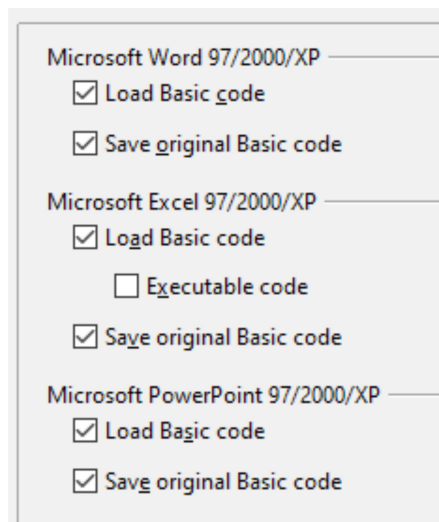 Microsoft Word 97/2000/XP
Load Basic code
Save original Basic code
Microsoft Excel 97/2000/XP
Load Basic code
Executable code
Save original Basic code
Microsoft PowerPoint 97/2000/XP
Load Basic code
Save original Basic code